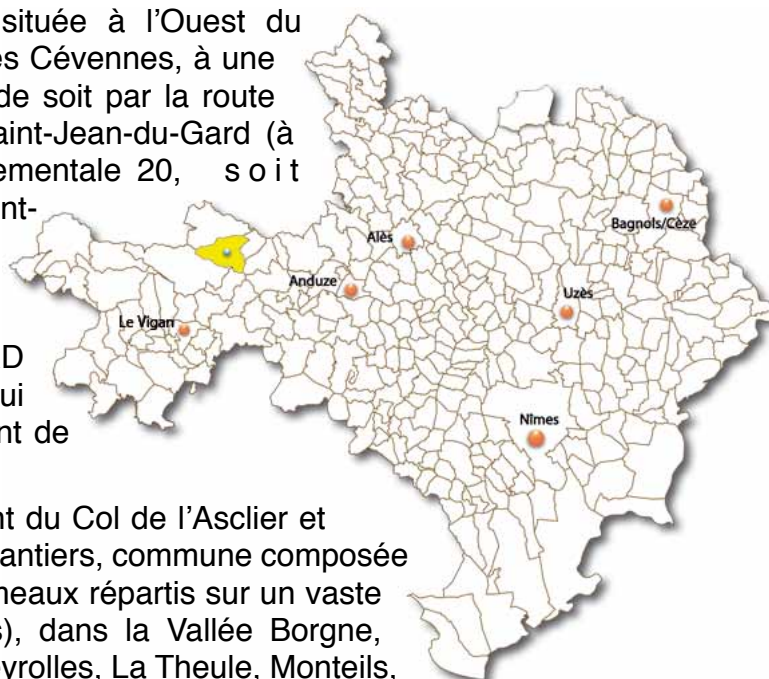 située à l'Ouest du
es Cévennes, à une
de soit par la route
aint-Jean-du-Gard (à
ementale 20, soit
nt-
D
ui
nt de
nt du Col de l'Asclier et
antiers, commune composée
neaux répartis sur un vaste
s), dans la Vallée Borgne,
eyrolles, La Theule, Monteils,
Alès
Bagnols/Cèze
Anduze
Uzès
Le Vigan
Nîmes